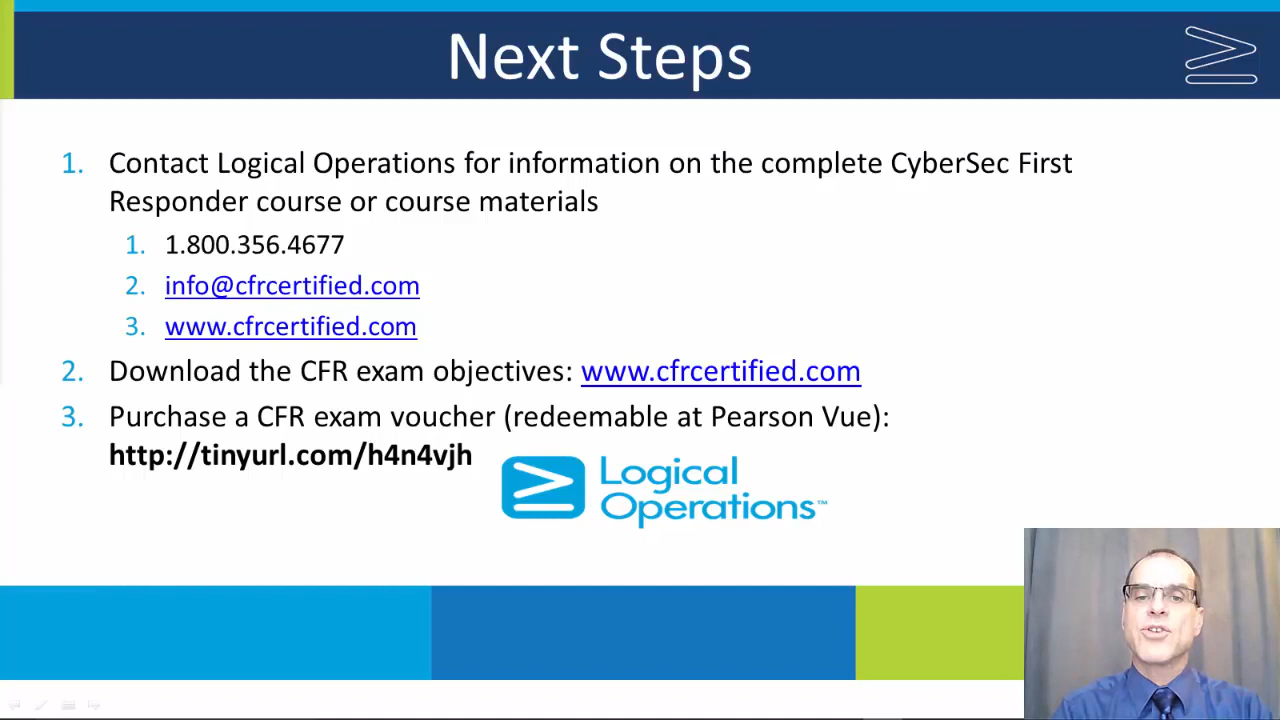 Next Steps
1. Contact Logical Operations for information on the complete CyberSec First
Responder course or course materials
1. 1.800.356.4677
2. info@cfrcertified.com
3. www.cfrcertified.com
2. Download the CFR exam objectives: www.cfrcertified.com
3. Purchase a CFR exam voucher (redeemable at Pearson Vue):
http://tinyurl.com/h4n4vjh
Logical
Operations™